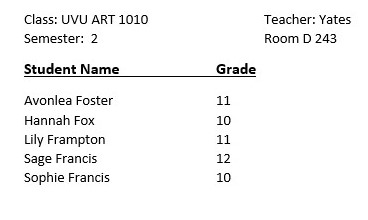 Class: UVU ART 1010 Teacher: Yates
Semester: 2 Room D 243
Student Name Grade
Avonlea Foster 11
Hannah Fox 10
Lily Frampton 11
Sage Francis 12
Sophie Francis 10